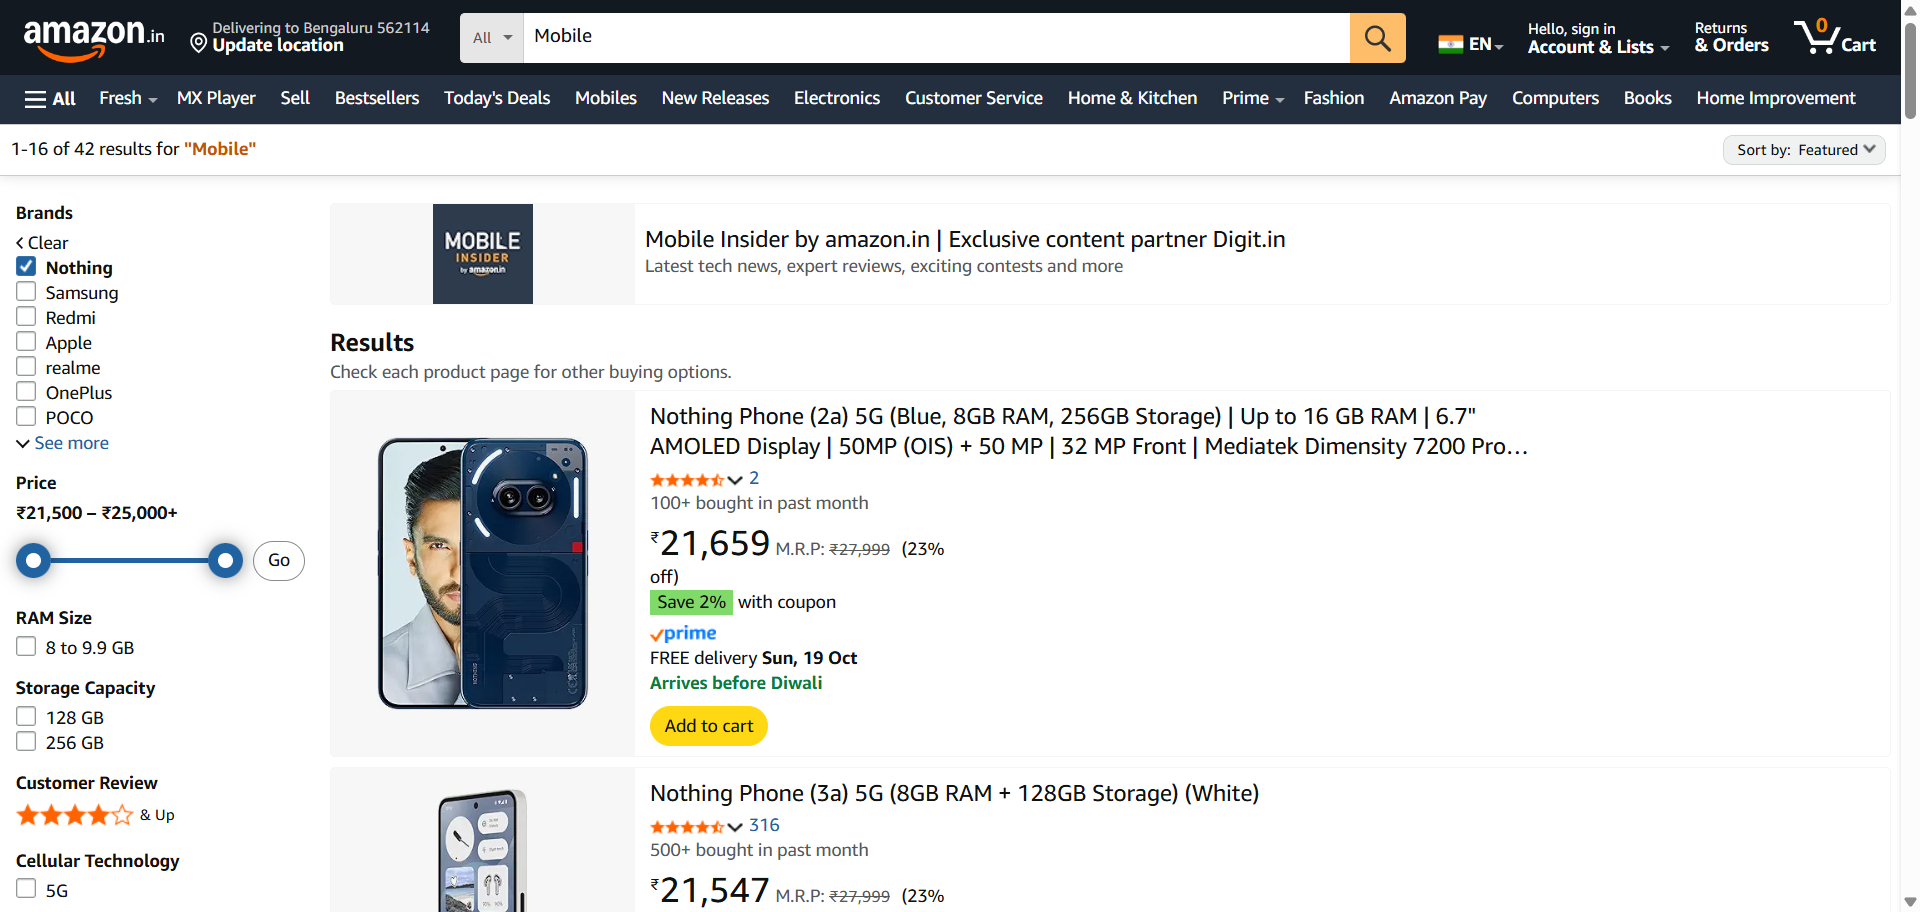 amazon.in
Delivering to Bengaluru 562114
Update location
All
Mobile
EN
Hello, sign in
Account & Lists
Returns
& Orders
0
Cart
All
Fresh
MX Player
Sell
Bestsellers
Today's Deals
Mobiles
New Releases
Electronics
Customer Service
Home & Kitchen
Prime
Fashion
Amazon Pay
Computers
Books
Home Improvement
1-16 of 42 results for "Mobile"
Sort by: Featured
Brands
Clear
Nothing
Samsung
Redmi
Apple
realme
OnePlus
POCO
See more
Price
₹21,500 – ₹25,000+
Go
RAM Size
8 to 9.9 GB
Storage Capacity
128 GB
256 GB
Customer Review
& Up
Cellular Technology
5G
MOBILE
INSIDER
by amazon.in
Mobile Insider by amazon.in | Exclusive content partner Digit.in
Latest tech news, expert reviews, exciting contests and more
Results
Check each product page for other buying options.
NOTHING
Nothing Phone (2a) 5G (Blue, 8GB RAM, 256GB Storage) | Up to 16 GB RAM | 6.7"
AMOLED Display | 50MP (OIS) + 50 MP | 32 MP Front | Mediatek Dimensity 7200 Pro…
2
100+ bought in past month
₹21,659 M.R.P: ₹27,999 (23%
off)
Save 2% with coupon
prime
FREE delivery Sun, 19 Oct
Arrives before Diwali
Add to cart
Nothing Phone (3a) 5G (8GB RAM + 128GB Storage) (White)
316
500+ bought in past month
₹21,547 M.R.P: ₹27,999 (23%